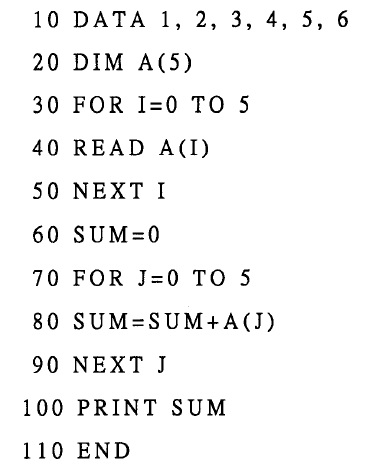 10 DATA 1, 2, 3, 4, 5, 6
20 DIM A(5)
30 FOR I=0 TO 5
40 READ A(I)
50 NEXT I
60 SUM=0
70 FOR J=0 TO 5
80 SUM=SUM+A(J)
90 NEXT J
100 PRINT SUM
110 END